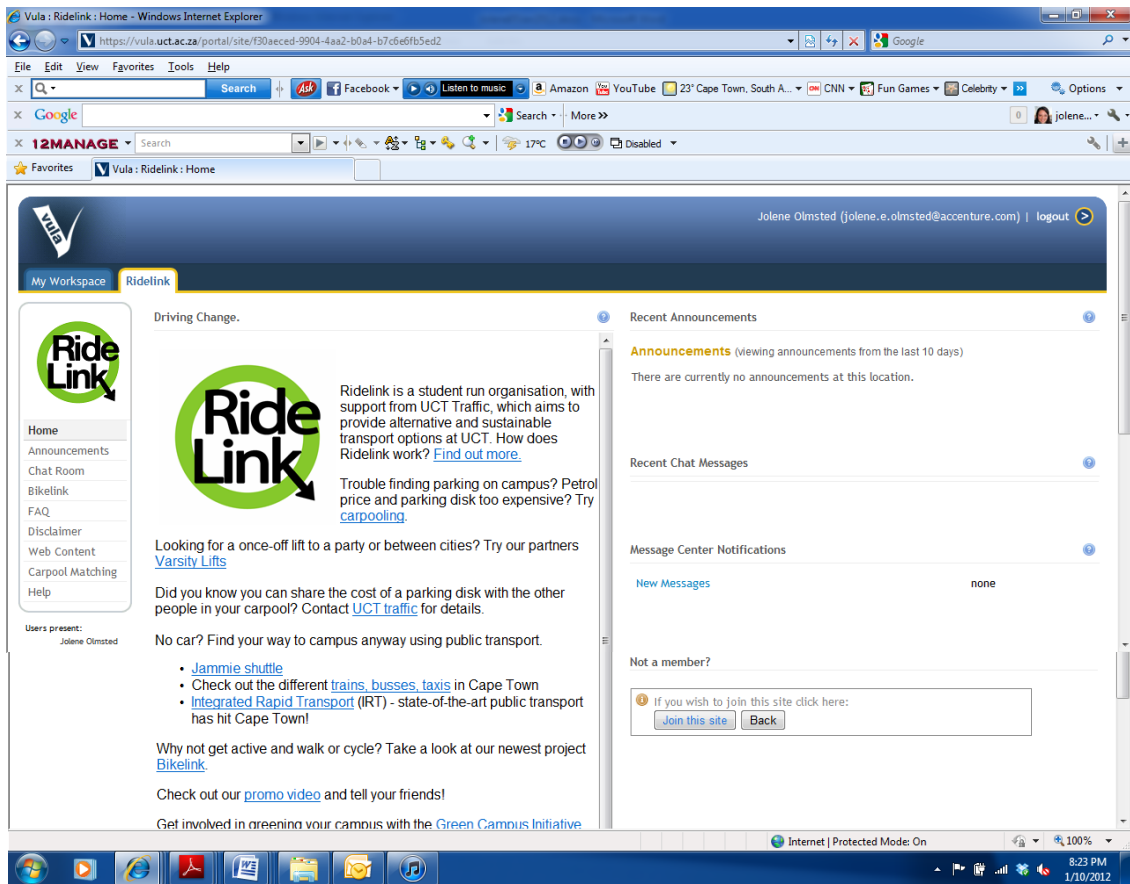 Vula : Ridelink : Home - Windows Internet Explorer
https://vula.uct.ac.za/portal/site/f30aeced-9904-4aa2-b0a4-b7c6e6fb5ed2
Google
File Edit View Favorites Tools Help
x Search Ask Facebook Listen to music Amazon YouTube 23° Cape Town, South A... CNN Fun Games Celebrity Options
x Google Search More >> 0 jolene...
x 12MANAGE Search 17°C Disabled
Favorites Vula : Ridelink : Home
vula
Jolene Olmsted (jolene.e.olmsted@accenture.com) | logout
My Workspace Ridelink
Ride
Link
Home
Announcements
Chat Room
Bikelink
FAQ
Disclaimer
Web Content
Carpool Matching
Help
Users present:
Jolene Olmsted
Driving Change.
Ride
Link
Ridelink is a student run organisation, with
support from UCT Traffic, which aims to
provide alternative and sustainable
transport options at UCT. How does
Ridelink work? Find out more.
Trouble finding parking on campus? Petrol
price and parking disk too expensive? Try
carpooling.
Looking for a once-off lift to a party or between cities? Try our partners
Varsity Lifts
Did you know you can share the cost of a parking disk with the other
people in your carpool? Contact UCT traffic for details.
No car? Find your way to campus anyway using public transport.
• Jammie shuttle
• Check out the different trains, busses, taxis in Cape Town
• Integrated Rapid Transport (IRT) - state-of-the-art public transport
has hit Cape Town!
Why not get active and walk or cycle? Take a look at our newest project
Bikelink.
Check out our promo video and tell your friends!
Get involved in greening your campus with the Green Campus Initiative
Recent Announcements
Announcements (viewing announcements from the last 10 days)
There are currently no announcements at this location.
Recent Chat Messages
Message Center Notifications
New Messages none
Not a member?
If you wish to join this site click here:
Join this site Back
Internet | Protected Mode: On 100%
8:23 PM
1/10/2012